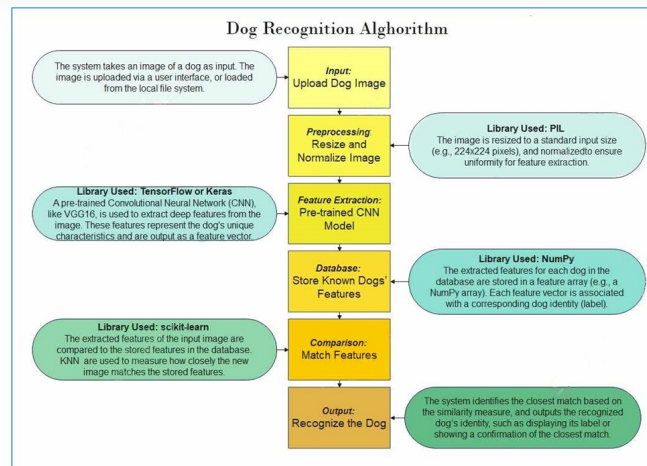 Dog Recognition Alghorithm
The system takes an image of a dog as input. The
image is uploaded via a user interface, or loaded
from the local file system.
Input:
Upload Dog Image
Preprocessing:
Resize and
Normalize Image
Library Used: PIL
The image is resized to a standard input size
(e.g., 224x224 pixels), and normalizedto ensure
uniformity for feature extraction.
Library Used: TensorFlow or Keras
A pre-trained Convolutional Neural Network (CNN),
like VGG16, is used to extract deep features from the
image. These features represent the dog's unique
characteristics and are output as a feature vector.
Feature Extraction:
Pre-trained CNN
Model
Database:
Store Known Dogs'
Features
Library Used: NumPy
The extracted features for each dog in the
database are stored in a feature array (e.g., a
NumPy array). Each feature vector is associated
with a corresponding dog identity (label).
Library Used: scikit-learn
The extracted features of the input image are
compared to the stored features in the database.
KNN are used to measure how closely the new
image matches the stored features.
Comparison:
Match Features
Output:
Recognize the Dog
The system identifies the closest match based on
the similarity measure, and outputs the recognized
dog's identity, such as displaying its label or
showing a confirmation of the closest match.